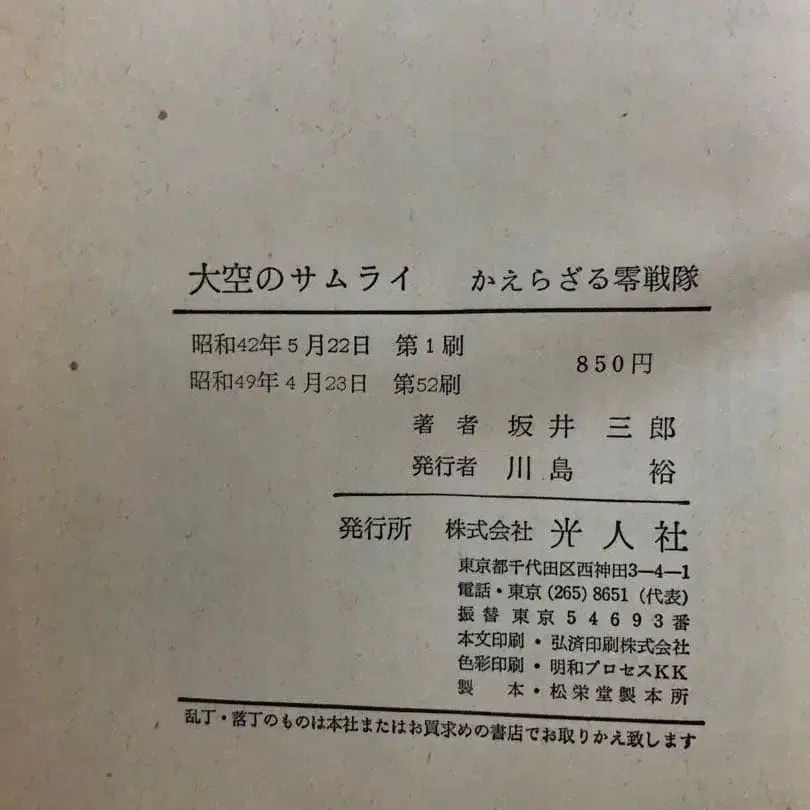 大空のサムライ　かえらざる零戦隊
昭和42年5月22日　第1刷
昭和49年4月23日　第52刷
850円
著者　坂井三郎
発行者　川島　裕
発行所　株式会社　光人社
東京都千代田区西神田3―4―1
電話・東京(265)8651(代表)
振替東京54693番
本文印刷・弘済印刷株式会社
色彩印刷・明和プロセスKK
製　本・松栄堂製本所
乱丁・落丁のものは本社またはお買求めの書店でお取りかえ致します